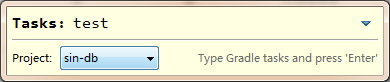 Tasks: test
Project: sin-db Type Gradle tasks and press 'Enter'